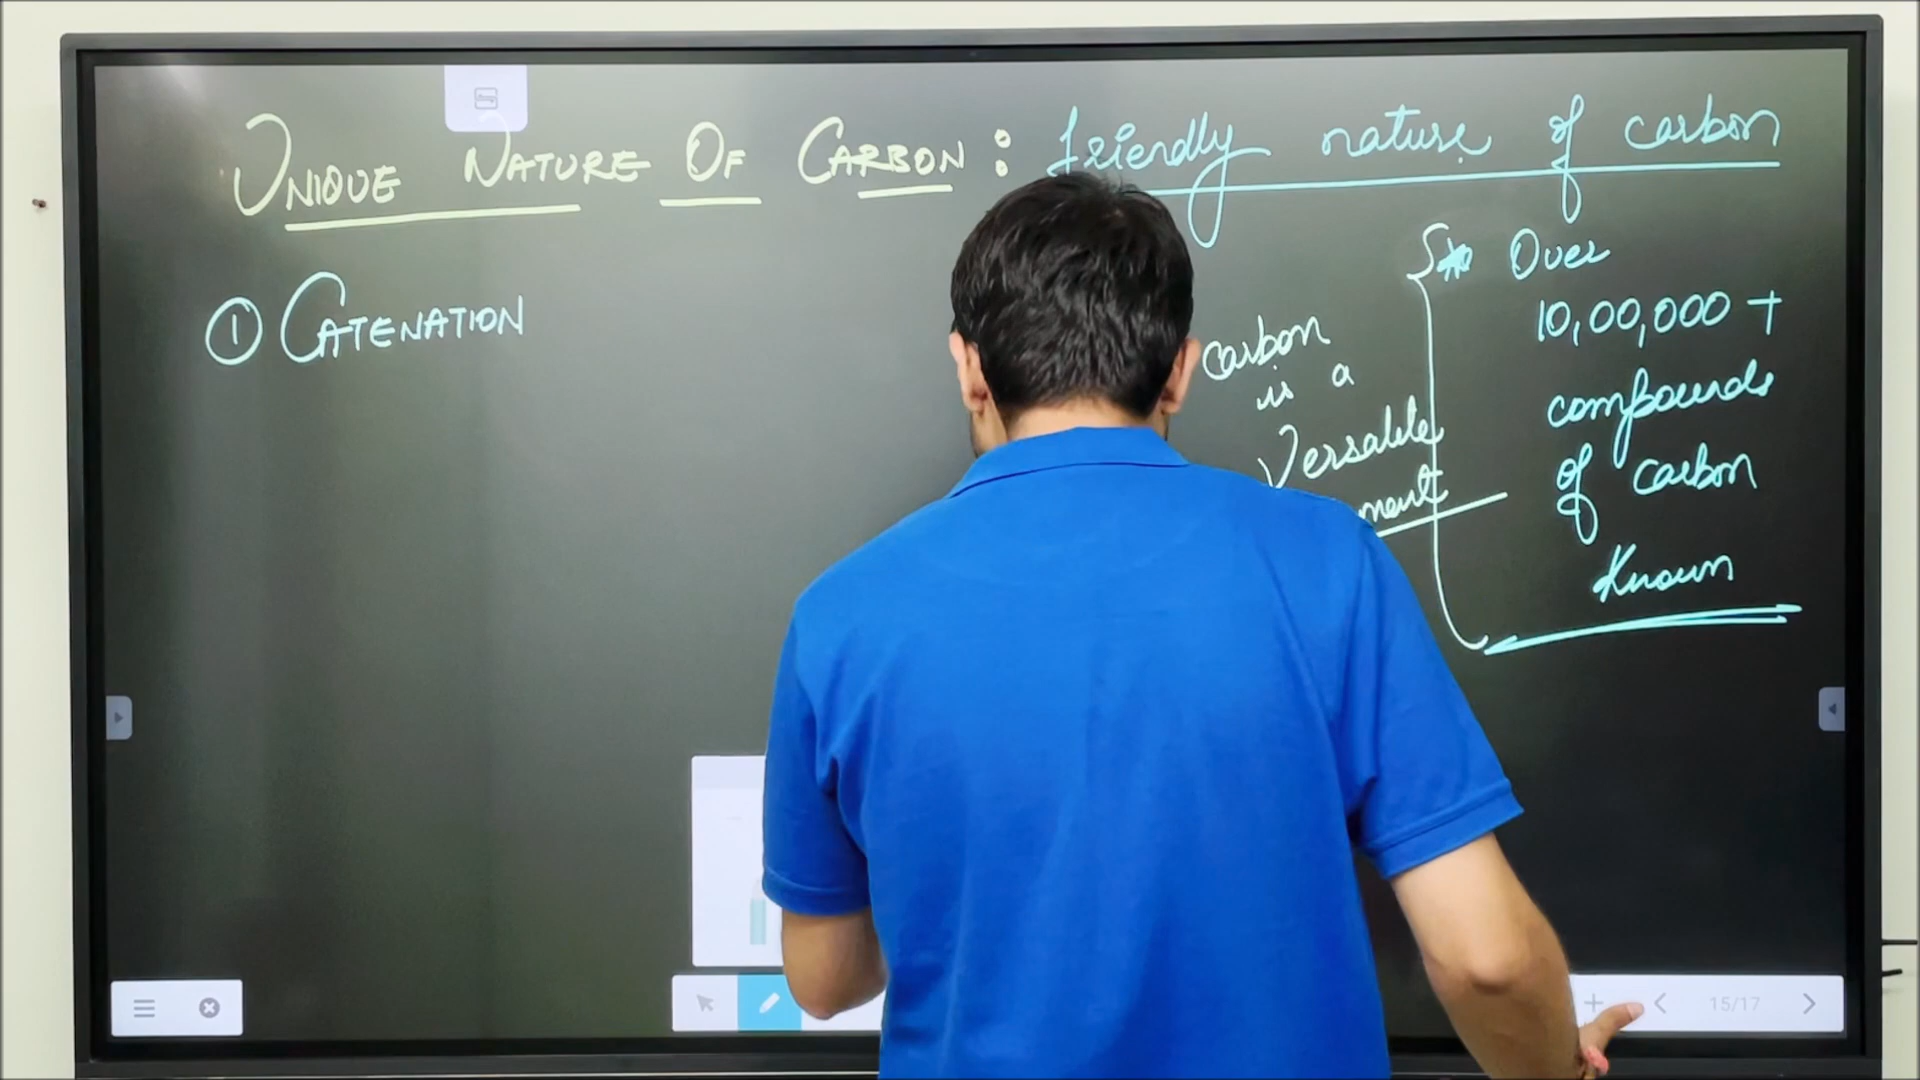 UNIQUE NATURE OF CARBON : friendly nature of carbon
① CATENATION
carbon
is a
Versatile
* Over
10,00,000 +
compounds
of carbon
Known
15/17